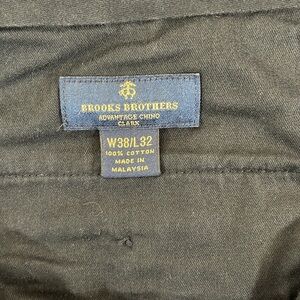 BROOKS BROTHERS
ADVANTAGE CHINO
CLARK
W38/L32
100% COTTON
MADE IN
MALAYSIA